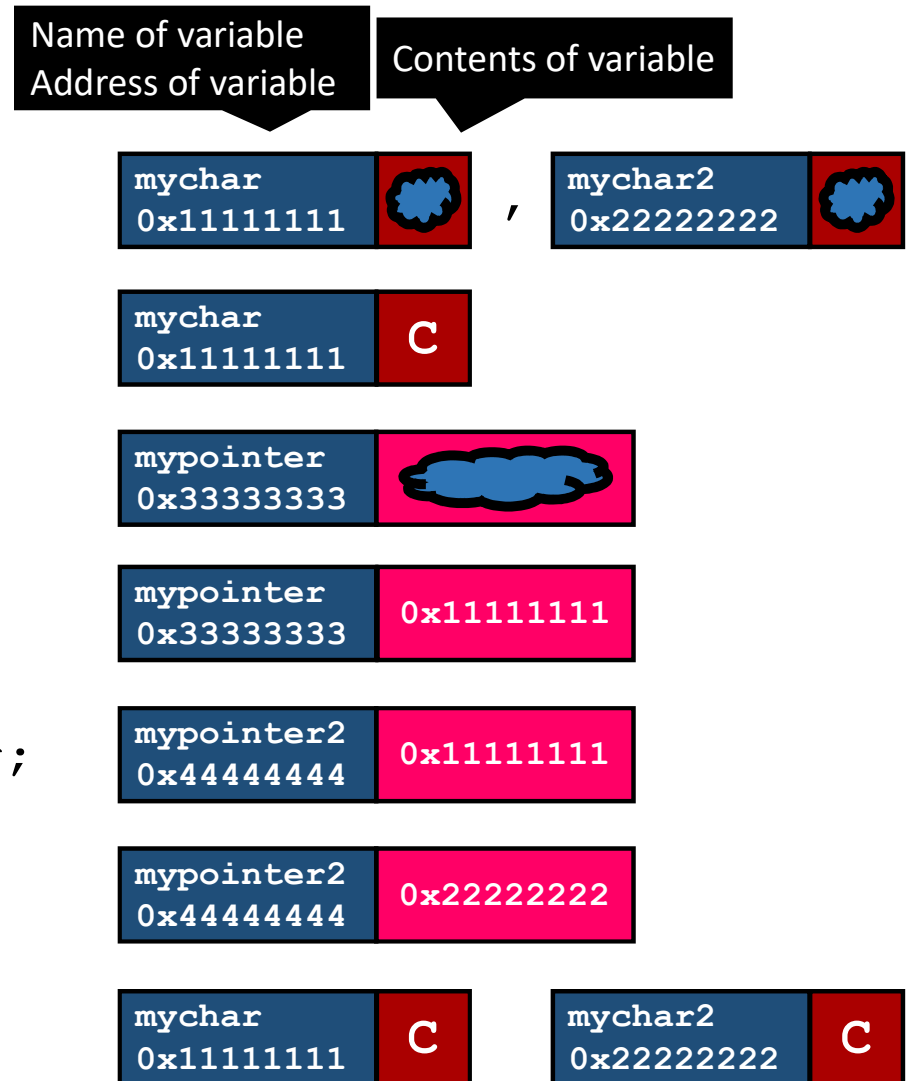 Name of variable
Address of variable
Contents of variable
mychar
0x11111111
,
mychar2
0x22222222
mychar
0x11111111
C
mypointer
0x33333333
mypointer
0x33333333
0x11111111
;
mypointer2
0x44444444
0x11111111
mypointer2
0x44444444
0x22222222
mychar
0x11111111
C
mychar2
0x22222222
C